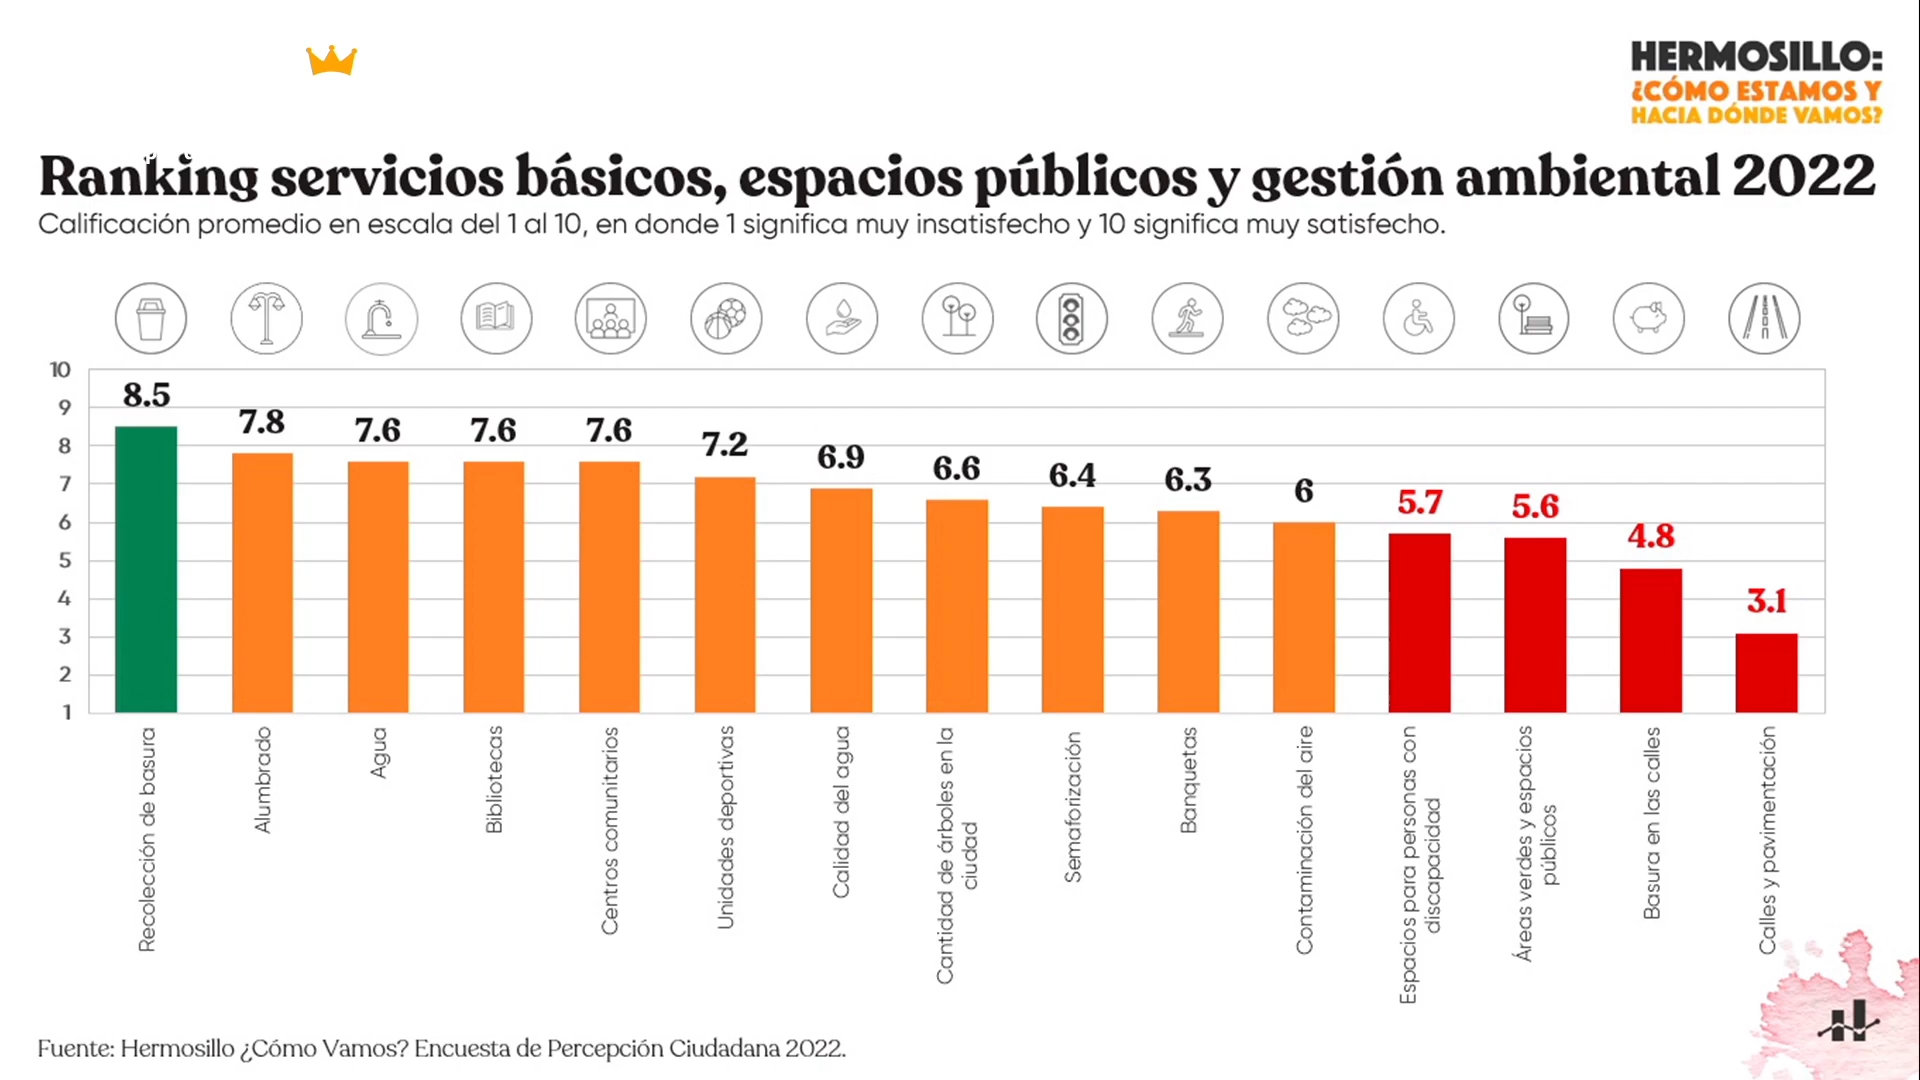 HERMOSILLO:
¿CÓMO ESTAMOS Y
HACIA DÓNDE VAMOS?
Ranking servicios básicos, espacios públicos y gestión ambiental 2022
Calificación promedio en escala del 1 al 10, en donde 1 significa muy insatisfecho y 10 significa muy satisfecho.
10
9
8
7
6
5
4
3
2
1
8.5
7.8
7.6
7.6
7.6
7.2
6.9
6.6
6.4
6.3
6
5.7
5.6
4.8
3.1
Recolección de basura
Alumbrado
Agua
Bibliotecas
Centros comunitarios
Unidades deportivas
Calidad del agua
Cantidad de árboles en la
ciudad
Semaforización
Banquetas
Contaminación del aire
Espacios para personas con
discapacidad
Áreas verdes y espacios
públicos
Basura en las calles
Calles y pavimentación
Fuente: Hermosillo ¿Cómo Vamos? Encuesta de Percepción Ciudadana 2022.